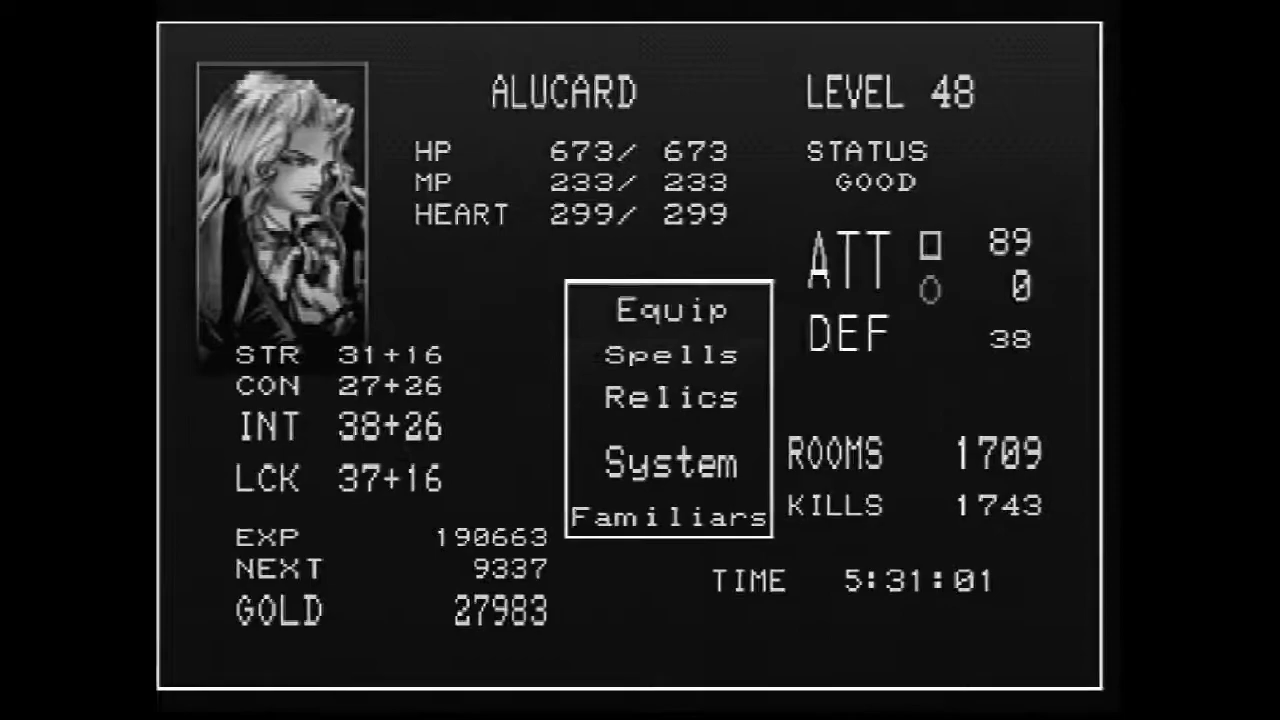 ALUCARD LEVEL 48
HP 673/ 673 STATUS
MP 233/ 233 GOOD
HEART 299/ 299
ATT □ 89
○ 0
DEF 38
Equip
Spells
Relics
System
Familiars
STR 31+16
CON 27+26
INT 38+26
LCK 37+16
ROOMS 1709
KILLS 1743
EXP 190663
NEXT 9337
GOLD 27983
TIME 5:31:01